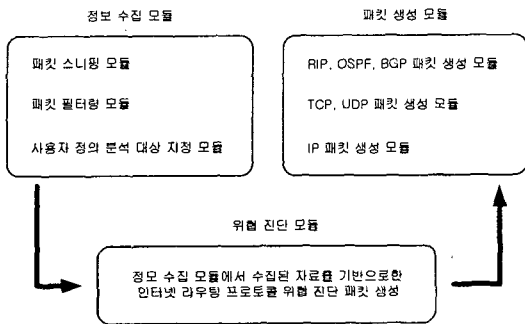 정보 수집 모듈
패킷 스니핑 모듈
패킷 필터링 모듈
사용자 정의 분석 대상 지정 모듈
패킷 생성 모듈
RIP, OSPF, BGP 패킷 생성 모듈
TCP, UDP 패킷 생성 모듈
IP 패킷 생성 모듈
위협 진단 모듈
정보 수집 모듈에서 수집된 자료를 기반으로한
인터넷 라우팅 프로토콜 위협 진단 패킷 생성